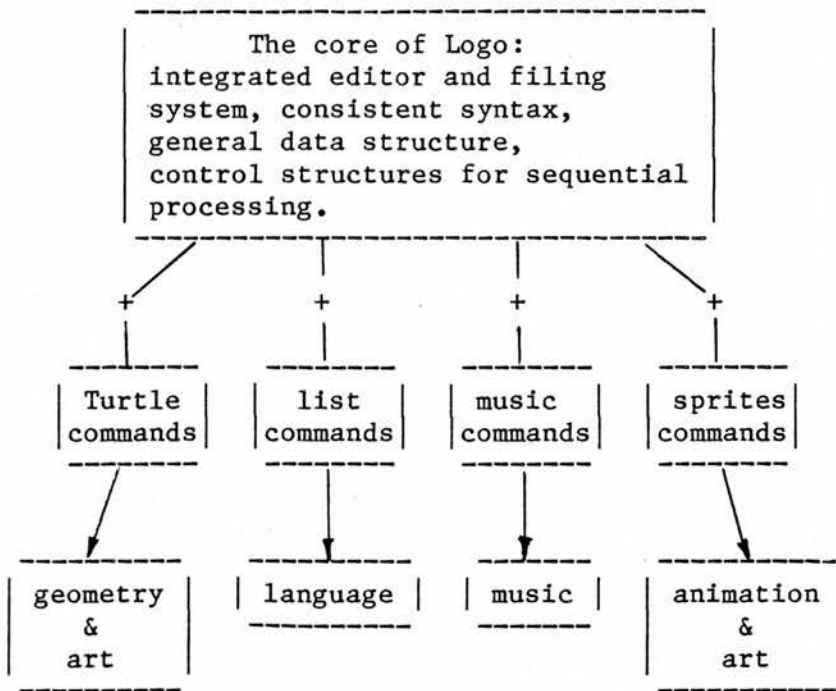 The core of Logo:
integrated editor and filing
system, consistent syntax,
general data structure,
control structures for sequential
processing.
+ + + +
Turtle list music sprites
commands commands commands commands
geometry language music animation
& &
art art